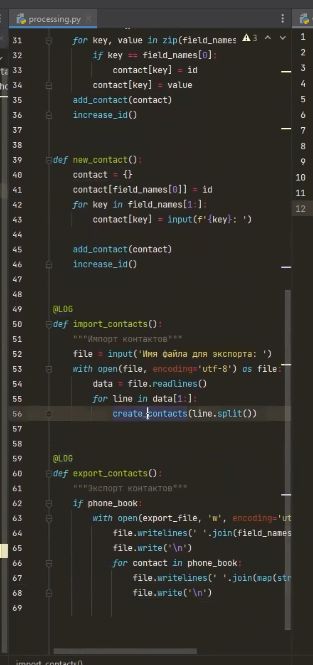 processing.py
3
31 for key, value in zip(field_names
32 if key == field_names[0]:
33 contact[key] = id
34 contact[key] = value
35 add_contact(contact)
36 increase_id()
37
38
39 def new_contact():
40 contact = {}
41 contact[field_names[0]] = id
42 for key in field_names[1:]:
43 contact[key] = input(f'{key}: ')
44
45 add_contact(contact)
46 increase_id()
47
48
49 @LOG
50 def import_contacts():
51 """Импорт контактов"""
52 file = input('Имя файла для экспорта: ')
53 with open(file, encoding='utf-8') as file:
54 data = file.readlines()
55 for line in data[1:]:
56 create_contacts(line.split())
57
58
59 @LOG
60 def export_contacts():
61 """Экспорт контактов"""
62 if phone_book:
63 with open(export_file, 'w', encoding='ut
64 file.writelines(' '.join(field_names
65 file.write('\n')
66 for contact in phone_book:
67 file.writelines(' '.join(map(str
68 file.write('\n')
69
import_contacts()
1
2
3
4
5
6
7
8
9
10
11
12